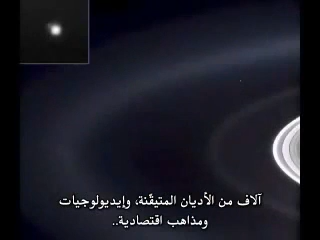 آلاف من الأديان المتيقّنة، وإيديولوجيات
ومذاهب اقتصادية..